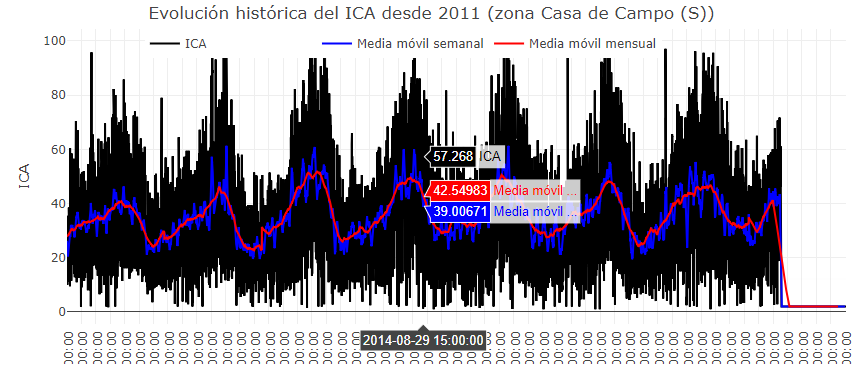 Evolución histórica del ICA desde 2011 (zona Casa de Campo (S))
ICA
Media móvil semanal
Media móvil mensual
100
80
60
40
20
0
ICA
57.268 ICA
42.54983 Media móvil ...
39.00671 Media móvil ...
2014-08-29 15:00:00